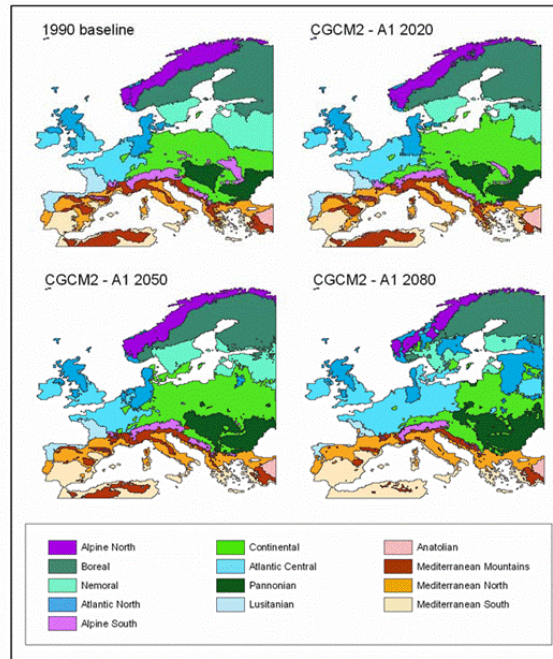 1990 baseline
CGCM2 - A1 2020
CGCM2 - A1 2050
CGCM2 - A1 2080
Alpine North
Continental
Anatolian
Boreal
Atlantic Central
Mediterranean Mountains
Nemoral
Pannonian
Mediterranean North
Atlantic North
Lusitanian
Mediterranean South
Alpine South